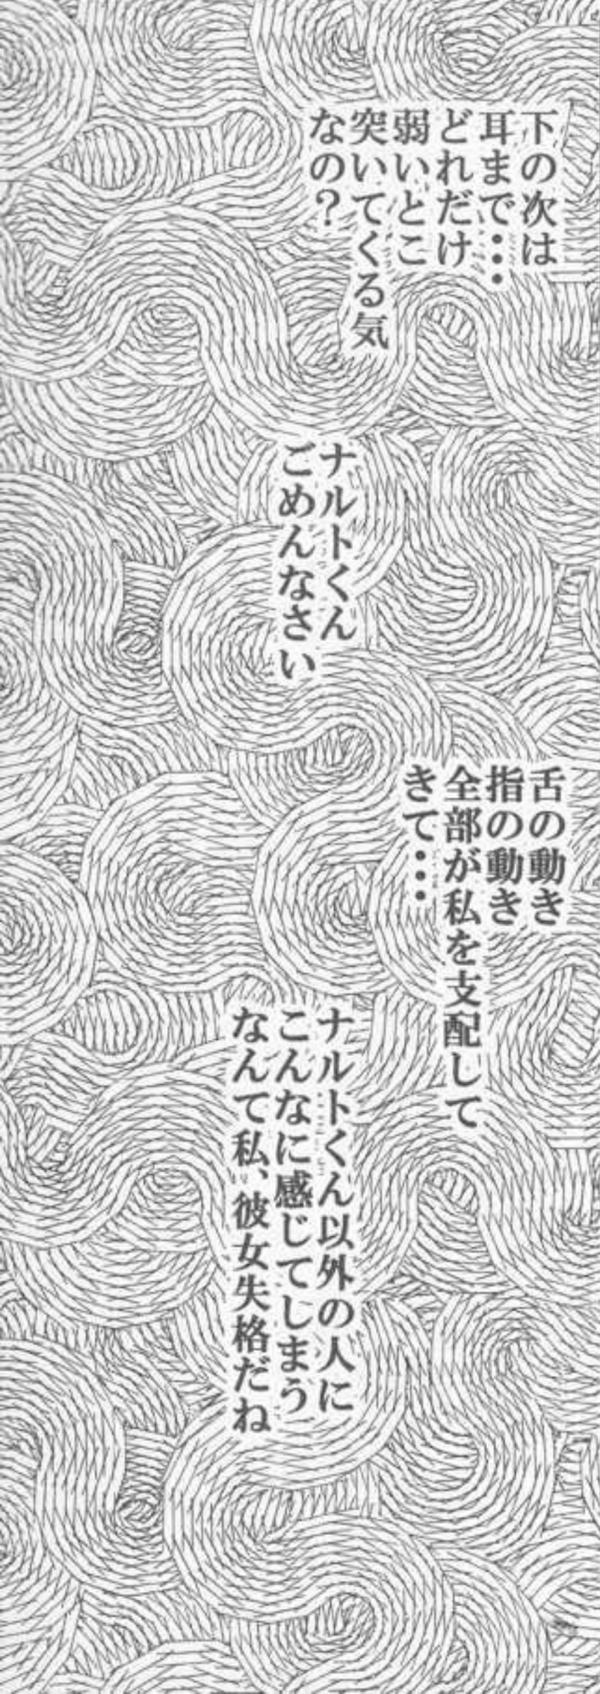 下の次は
耳まで・・・
どれだけ
弱いとこ
突いてくる気
なの？
ナルトくん
ごめんなさい
舌の動き
指の動き
全部が私を支配して
きて・・・
ナルトくん以外の人に
こんなに感じてしまう
なんて私、彼女失格だね